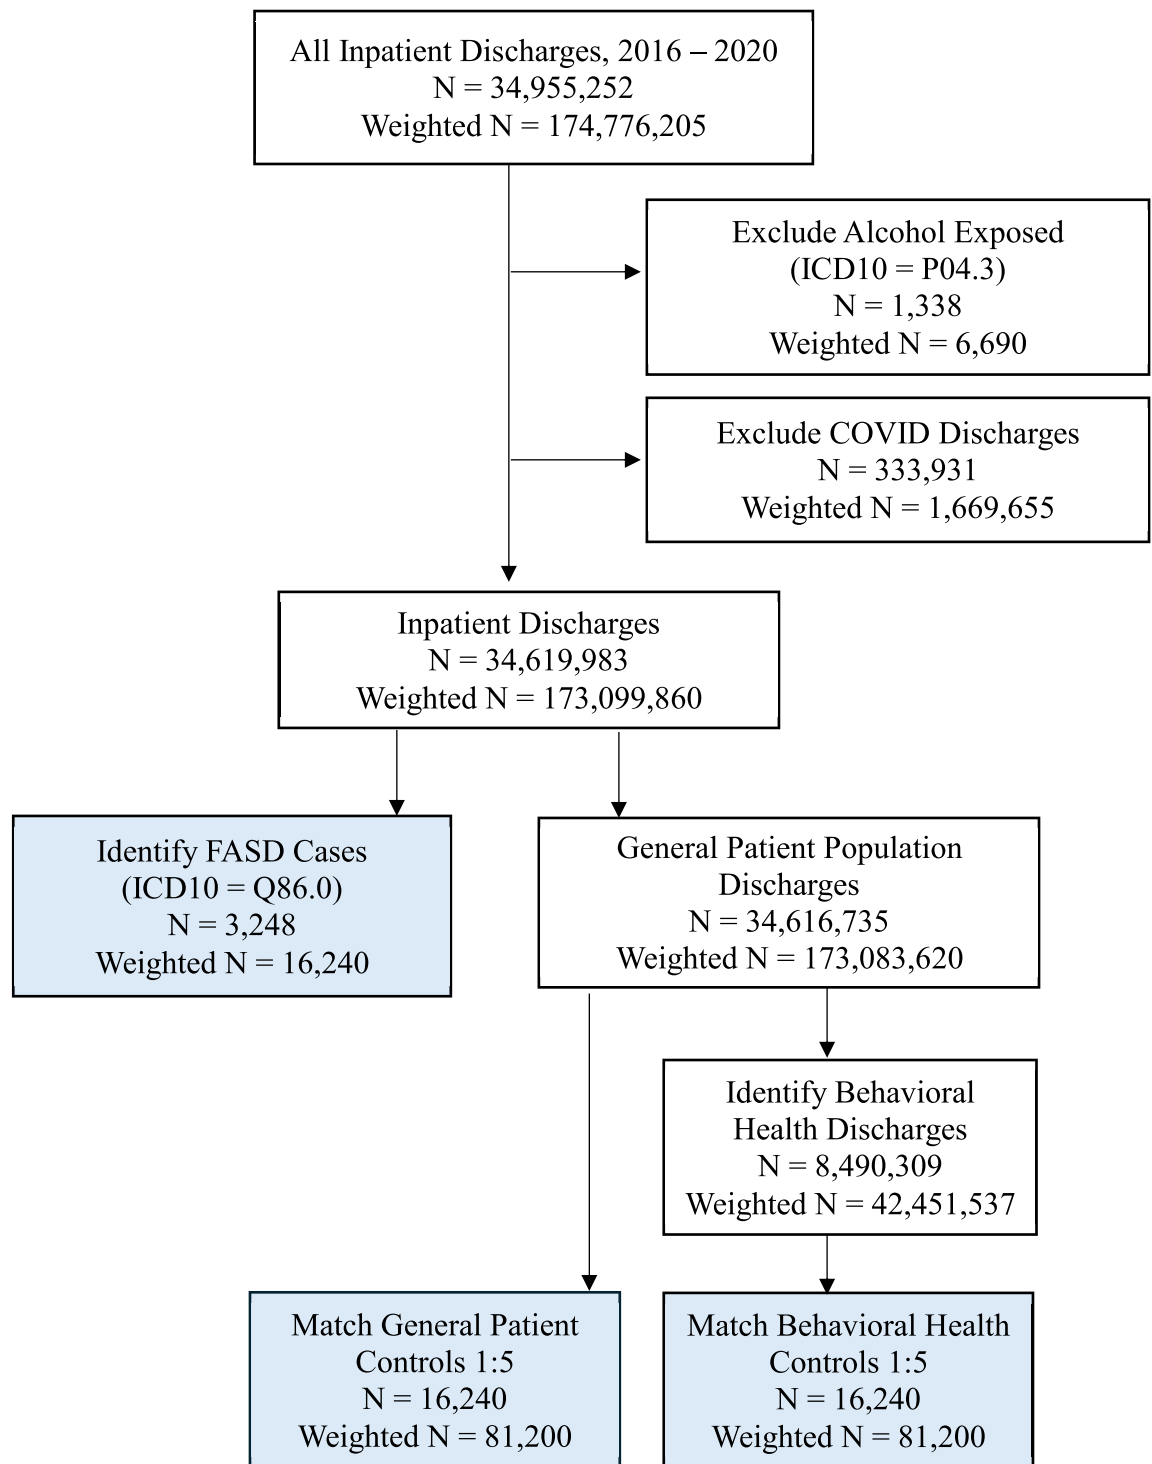 All Inpatient Discharges, 2016 – 2020
N = 34,955,252
Weighted N = 174,776,205
Exclude Alcohol Exposed
(ICD10 = P04.3)
N = 1,338
Weighted N = 6,690
Exclude COVID Discharges
N = 333,931
Weighted N = 1,669,655
Inpatient Discharges
N = 34,619,983
Weighted N = 173,099,860
Identify FASD Cases
(ICD10 = Q86.0)
N = 3,248
Weighted N = 16,240
General Patient Population
Discharges
N = 34,616,735
Weighted N = 173,083,620
Identify Behavioral
Health Discharges
N = 8,490,309
Weighted N = 42,451,537
Match General Patient
Controls 1:5
N = 16,240
Weighted N = 81,200
Match Behavioral Health
Controls 1:5
N = 16,240
Weighted N = 81,200